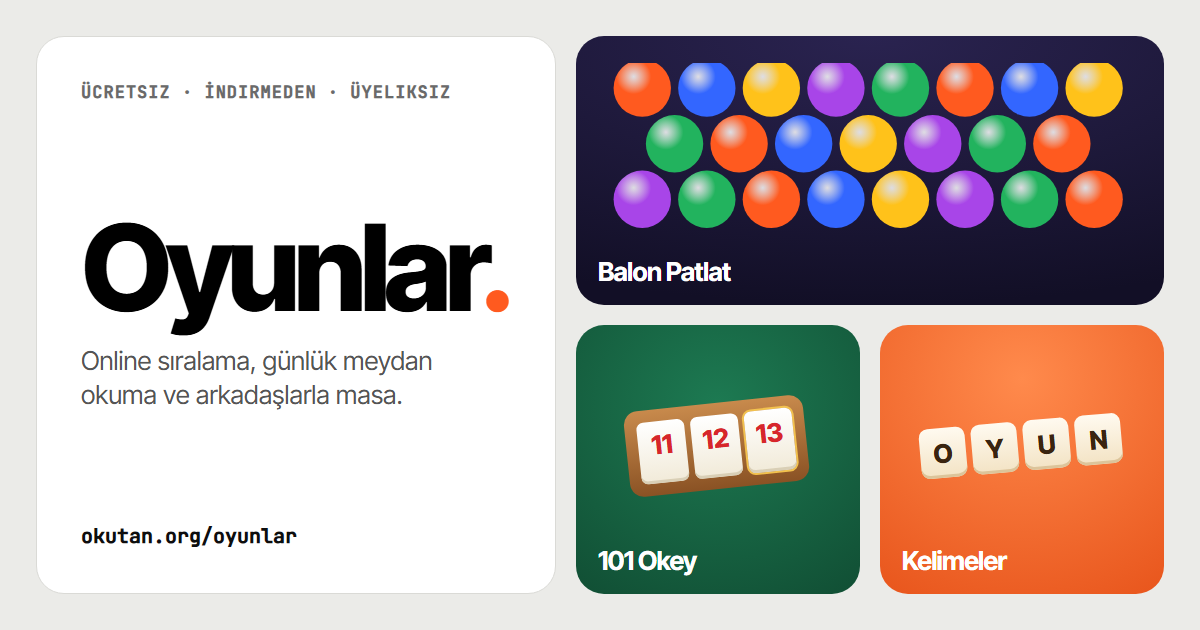 ÜCRETSIZ · İNDIRMEDEN · ÜYELIKSIZ
Oyunlar.
Online sıralama, günlük meydan
okuma ve arkadaşlarla masa.
okutan.org/oyunlar
Balon Patlat
11 12 13
101 Okey
O Y U N
Kelimeler